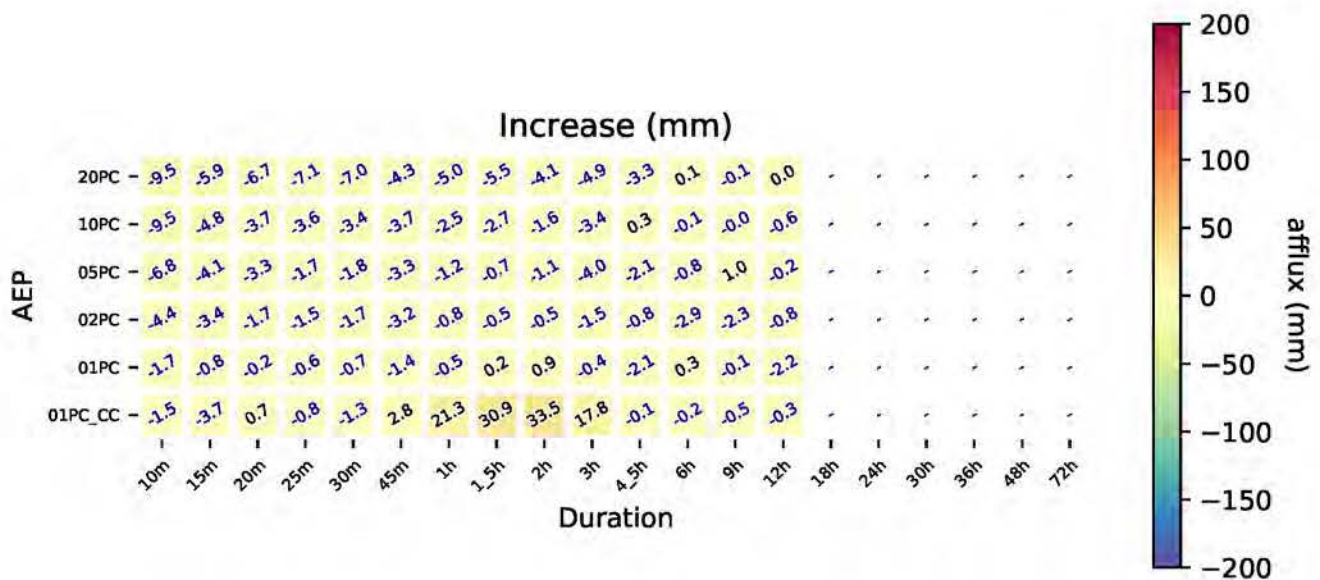 Increase (mm)
20PC -9.5 -5.9 -6.7 -7.1 -7.0 -4.3 -5.0 -5.5 -4.1 -4.9 -3.3 0.1 -0.1 0.0 - - - - - -
10PC -9.5 -4.8 -3.7 -3.6 -3.4 -3.7 -2.5 -2.7 -1.6 -3.4 0.3 -0.1 -0.0 -0.6 - - - - - -
05PC -6.8 -4.1 -3.3 -1.7 -1.8 -3.3 -1.2 -0.7 -1.1 -4.0 -2.1 -0.8 1.0 -0.2 - - - - - -
02PC -4.4 -3.4 -1.7 -1.5 -1.7 -3.2 -0.8 -0.5 -0.5 -1.5 -0.8 -2.9 -2.3 -0.8 - - - - - -
01PC -1.7 -0.8 -0.2 -0.6 -0.7 -1.4 -0.5 0.2 0.9 -0.4 -2.1 0.3 -0.1 -2.2 - - - - - -
01PC_CC -1.5 -3.7 0.7 -0.8 -1.3 2.8 21.3 30.9 33.5 17.8 -0.1 -0.2 -0.5 -0.3 - - - - - -
10m 15m 20m 25m 30m 45m 1h 1_5h 2h 3h 4_5h 6h 9h 12h 18h 24h 30h 36h 48h 72h
Duration
AEP
200
150
100
50
0
−50
−100
−150
−200
afflux (mm)